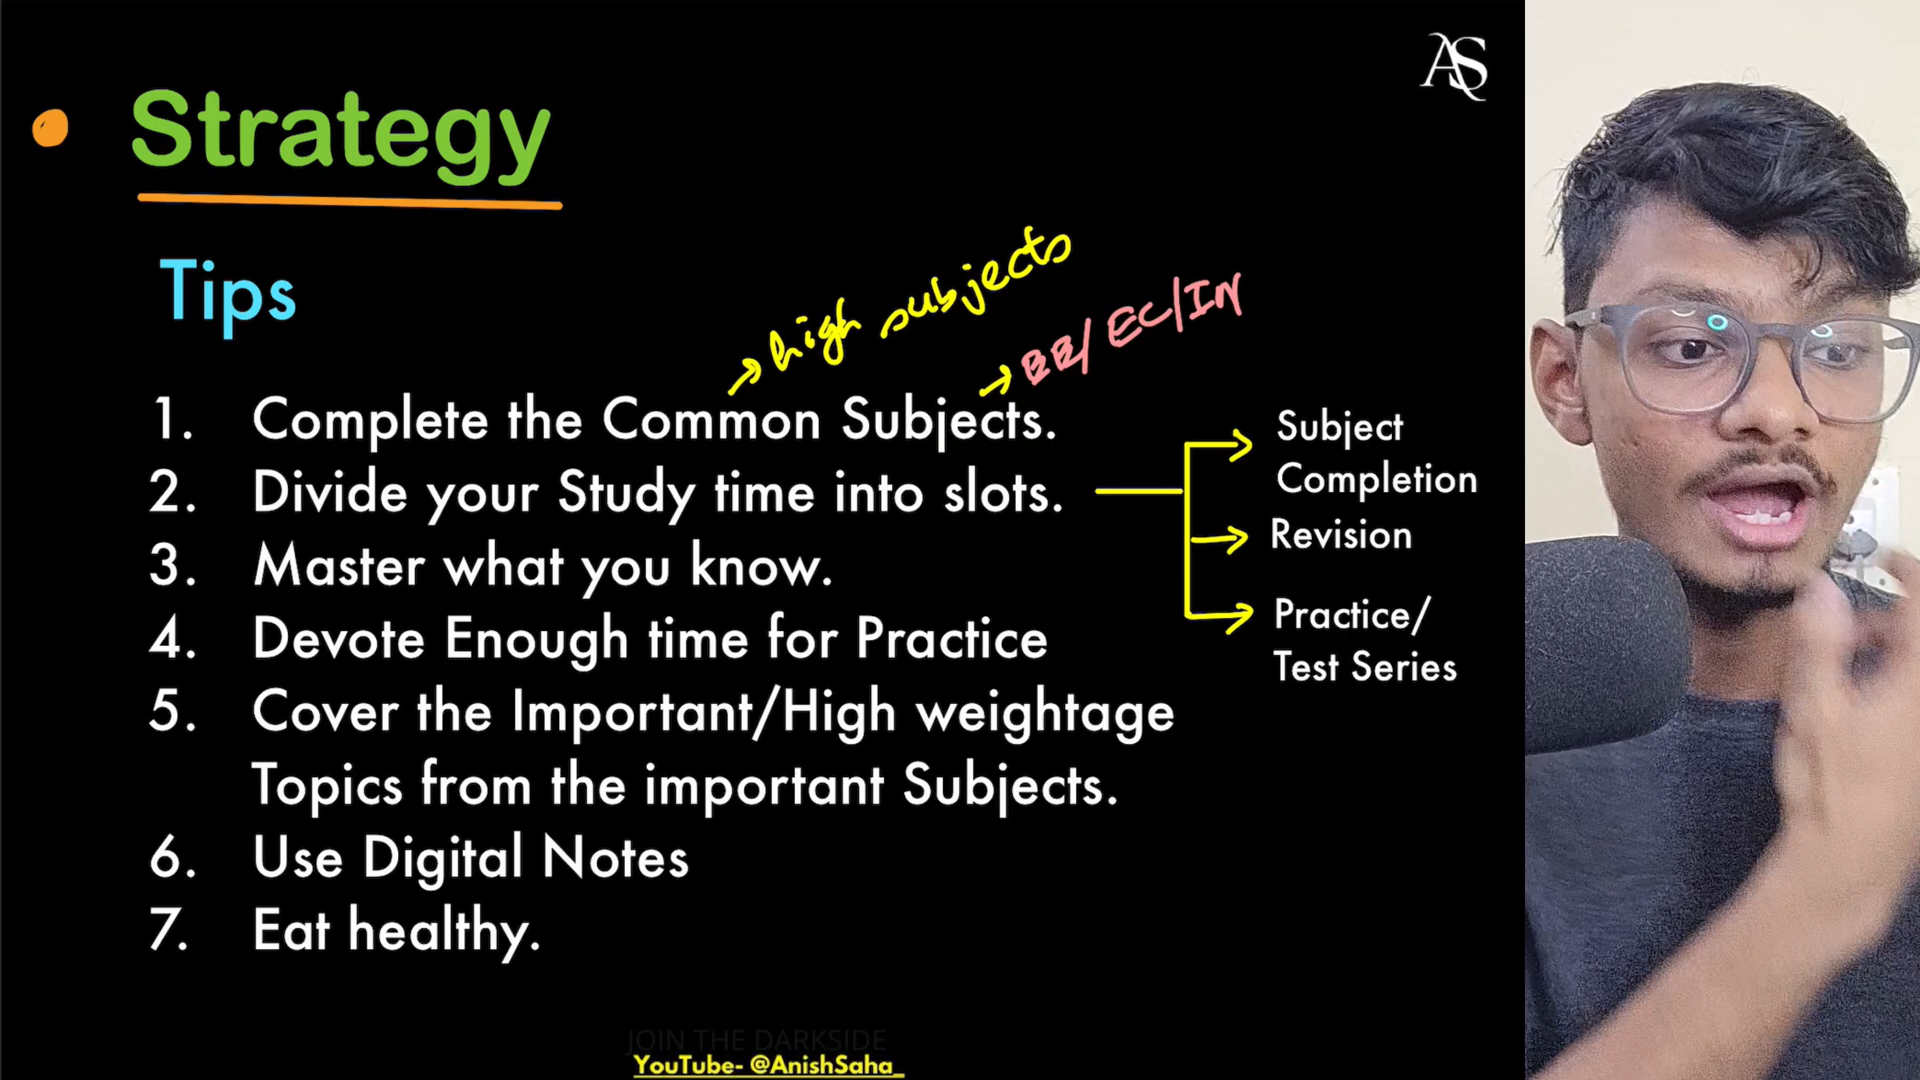 AS
Strategy
Tips
→ high subjects
→ EE/ EC/IN
1. Complete the Common Subjects.
2. Divide your Study time into slots.
3. Master what you know.
4. Devote Enough time for Practice
5. Cover the Important/High weightage
Topics from the important Subjects.
6. Use Digital Notes
7. Eat healthy.
Subject
Completion
Revision
Practice/
Test Series
JOIN THE DARKSIDE
YouTube- @AnishSaha_